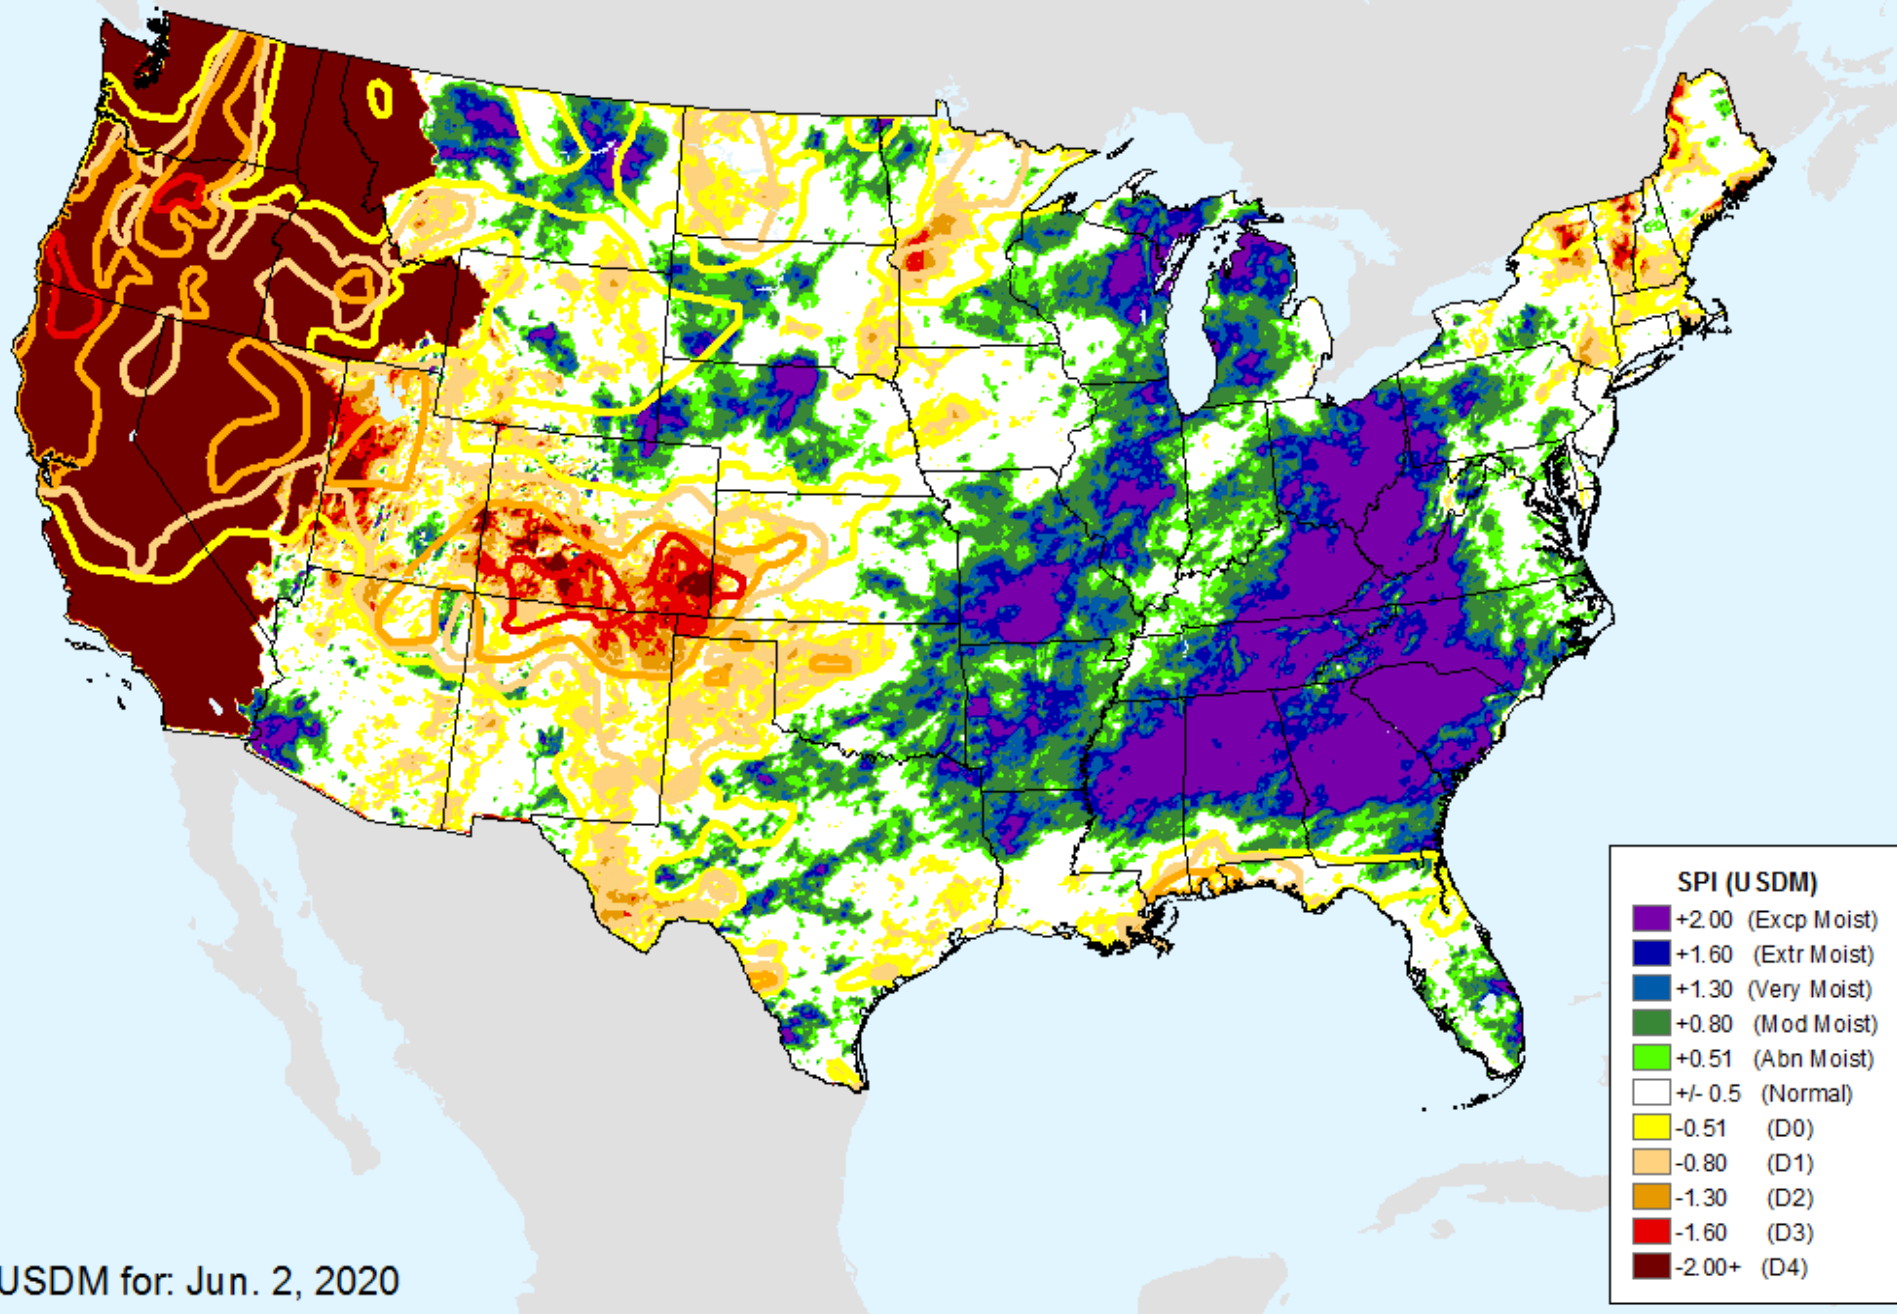 SPI (USDM)
+2.00 (Excp Moist)
+1.60 (Extr Moist)
+1.30 (Very Moist)
+0.80 (Mod Moist)
+0.51 (Abn Moist)
+/- 0.5 (Normal)
-0.51 (D0)
-0.80 (D1)
-1.30 (D2)
-1.60 (D3)
-2.00+ (D4)
USDM for: Jun. 2, 2020